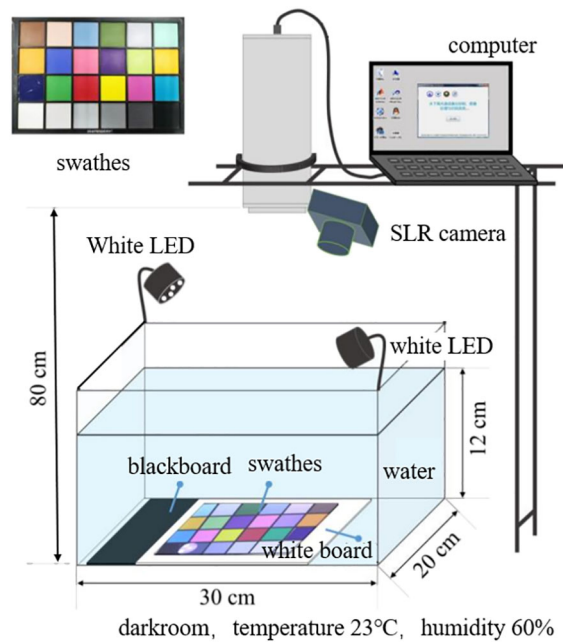 computer
swathes
SLR camera
White LED
white LED
80 cm
12 cm
blackboard
swathes
water
white board
20 cm
30 cm
darkroom, temperature 23℃, humidity 60%